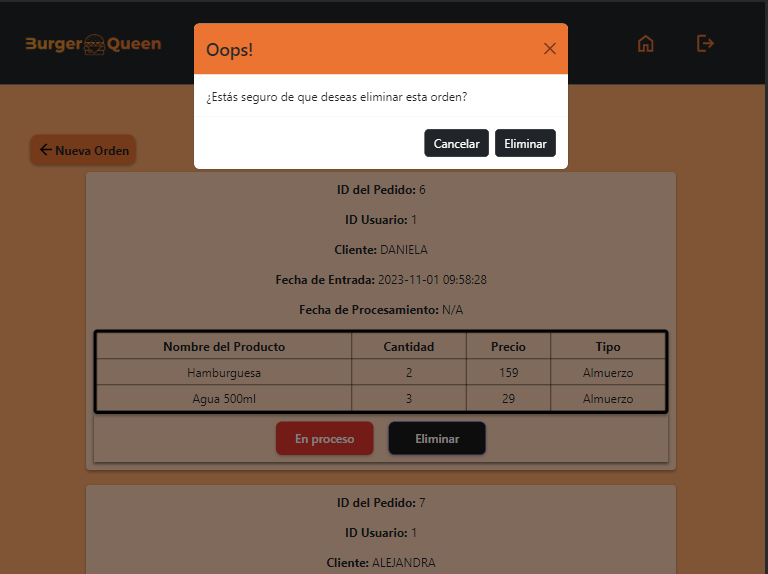 Burger Queen
Oops!
¿Estás seguro de que deseas eliminar esta orden?
Cancelar Eliminar
Nueva Orden
ID del Pedido: 6
ID Usuario: 1
Cliente: DANIELA
Fecha de Entrada: 2023-11-01 09:58:28
Fecha de Procesamiento: N/A
Nombre del Producto Cantidad Precio Tipo
Hamburguesa 2 159 Almuerzo
Agua 500ml 3 29 Almuerzo
En proceso Eliminar
ID del Pedido: 7
ID Usuario: 1
Cliente: ALEJANDRA